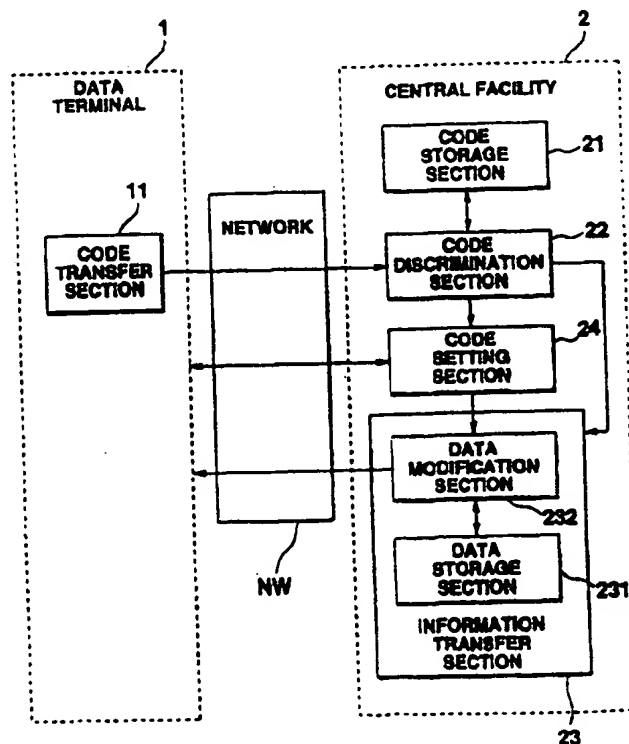 1
DATA
TERMINAL
11
CODE
TRANSFER
SECTION
NETWORK
NW
2
CENTRAL FACILITY
CODE
STORAGE
SECTION
21
CODE
DISCRIMINATION
SECTION
22
CODE
SETTING
SECTION
24
DATA
MODIFICATION
SECTION
232
DATA
STORAGE
SECTION
231
INFORMATION
TRANSFER
SECTION
23